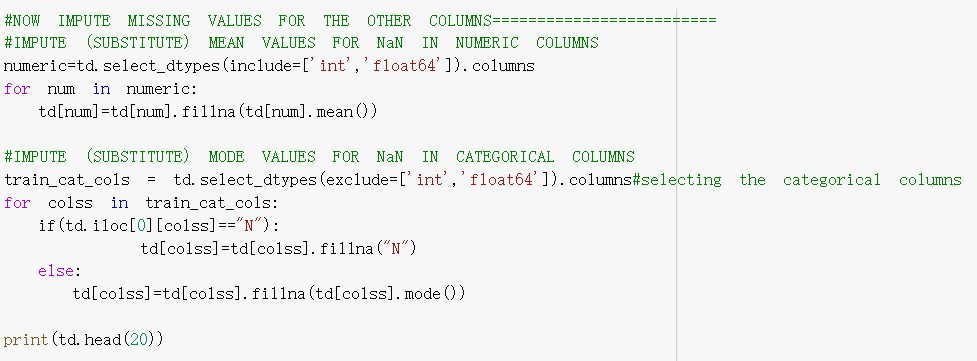 #NOW IMPUTE MISSING VALUES FOR THE OTHER COLUMNS=========================
#IMPUTE (SUBSTITUTE) MEAN VALUES FOR NaN IN NUMERIC COLUMNS
numeric=td.select_dtypes(include=['int','float64']).columns
for num in numeric:
    td[num]=td[num].fillna(td[num].mean())

#IMPUTE (SUBSTITUTE) MODE VALUES FOR NaN IN CATEGORICAL COLUMNS
train_cat_cols = td.select_dtypes(exclude=['int','float64']).columns#selecting the categorical columns
for colss in train_cat_cols:
    if(td.iloc[0][colss]=="N"):
                td[colss]=td[colss].fillna("N")
    else:
        td[colss]=td[colss].fillna(td[colss].mode())

print(td.head(20))